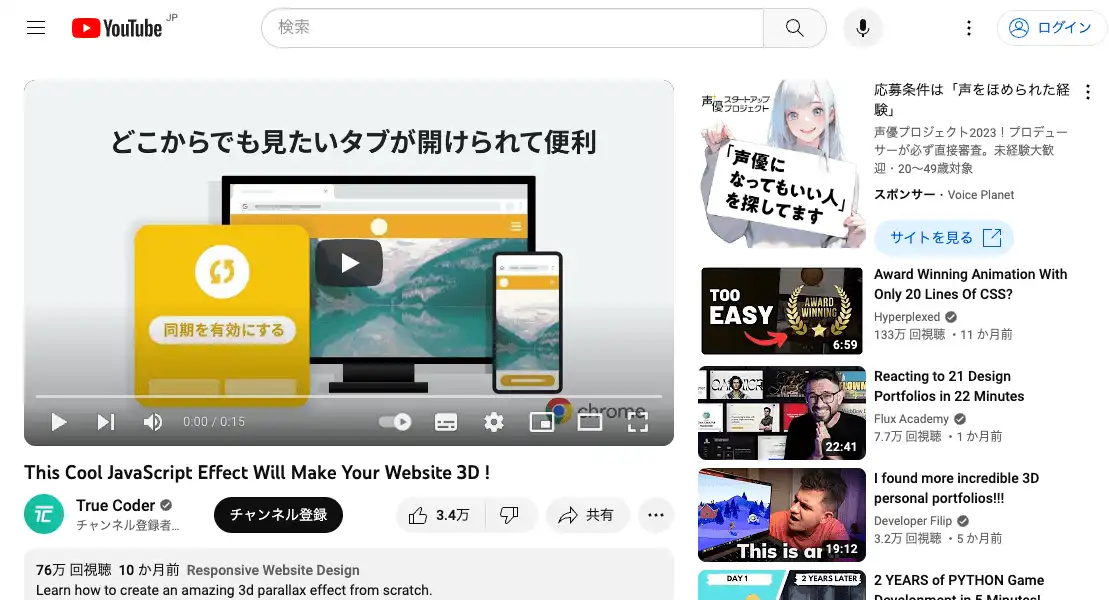 YouTube JP
検索
ログイン
どこからでも見たいタブが開けられて便利
同期を有効にする
chrome
0:00 / 0:15
This Cool JavaScript Effect Will Make Your Website 3D !
True Coder
チャンネル登録者...
チャンネル登録
3.4万
共有
76万 回視聴 10 か月前 Responsive Website Design
Learn how to create an amazing 3d parallax effect from scratch.
声優スタートアップ
プロジェクト
「声優に
なってもいい人」
を探してます
応募条件は「声をほめられた経
験」
声優プロジェクト2023！プロデュー
サーが必ず直接審査。未経験大歓
迎・20〜49歳対象
スポンサー・Voice Planet
サイトを見る
TOO
EASY
AWARD
WINNING
6:59
Award Winning Animation With
Only 20 Lines Of CSS?
Hyperplexed
133万 回視聴 ・11 か月前
22:41
Reacting to 21 Design
Portfolios in 22 Minutes
Flux Academy
7.7万 回視聴 ・1 か月前
This is an
19:12
I found more incredible 3D
personal portfolios!!!
Developer Filip
3.2万 回視聴 ・5 か月前
DAY 1
2 YEARS LATER
2 YEARS of PYTHON Game
Development in 5 Minutes!